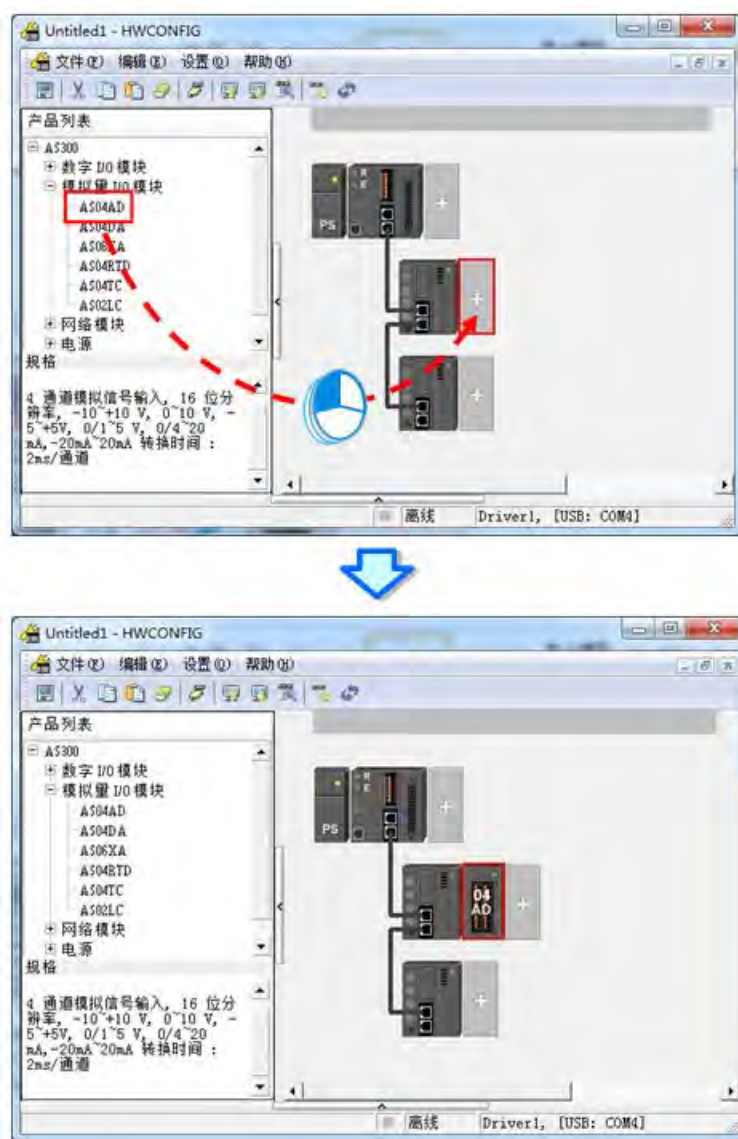 Untitled1 - HWCONFIG
文件(F) 编辑(E) 设置(O) 帮助(H)
产品列表
AS300
数字 I/O 模块
模拟量 I/O 模块
AS04AD
AS04DA
AS06XA
AS04RTD
AS04TC
AS02LC
网络模块
电源
规格
4 通道模拟信号输入, 16 位分
辨率, -10~+10 V, 0~10 V, -
5~+5V, 0/1~5 V, 0/4~20
mA,-20mA~20mA 转换时间 :
2ms/通道
R
E
PS
离线 Driver1, [USB: COM4]
Untitled1 - HWCONFIG
文件(F) 编辑(E) 设置(O) 帮助(H)
产品列表
AS300
数字 I/O 模块
模拟量 I/O 模块
AS04AD
AS04DA
AS06XA
AS04RTD
AS04TC
AS02LC
网络模块
电源
规格
4 通道模拟信号输入, 16 位分
辨率, -10~+10 V, 0~10 V, -
5~+5V, 0/1~5 V, 0/4~20
mA,-20mA~20mA 转换时间 :
2ms/通道
R
E
PS
04
AD
离线 Driver1, [USB: COM4]